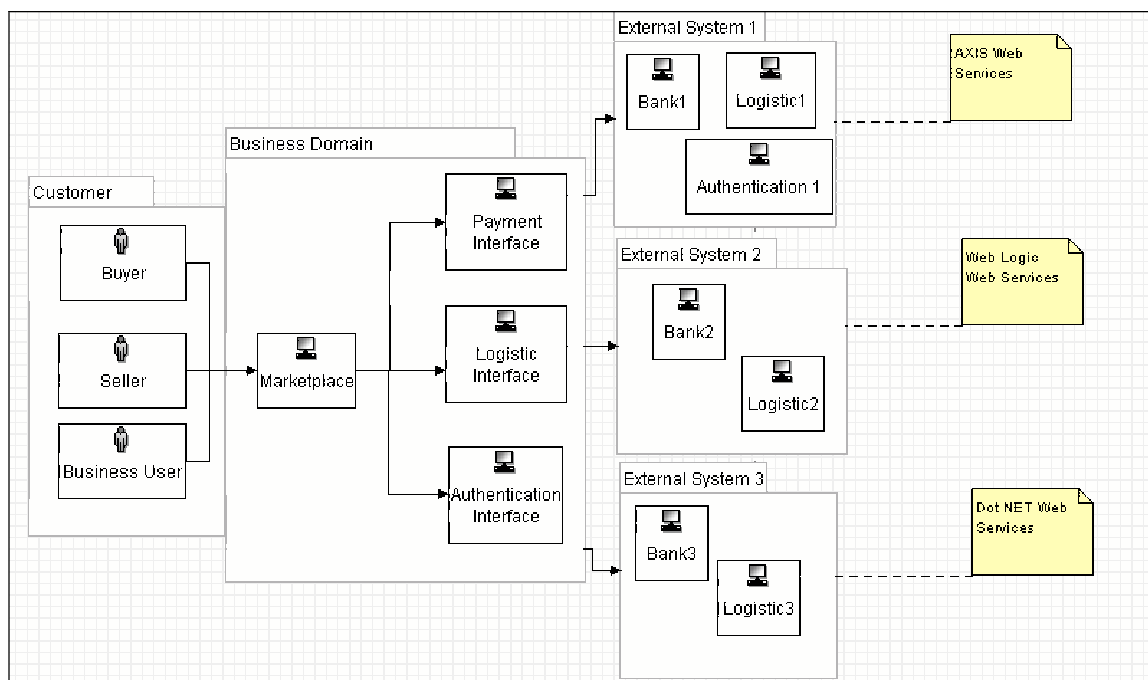 Customer
Buyer
Seller
Business User
Business Domain
Marketplace
Payment
Interface
Logistic
Interface
Authentication
Interface
External System 1
Bank1
Logistic1
Authentication 1
External System 2
Bank2
Logistic2
External System 3
Bank3
Logistic3
AXIS Web
Services
Web Logic
Web Services
Dot NET Web
Services